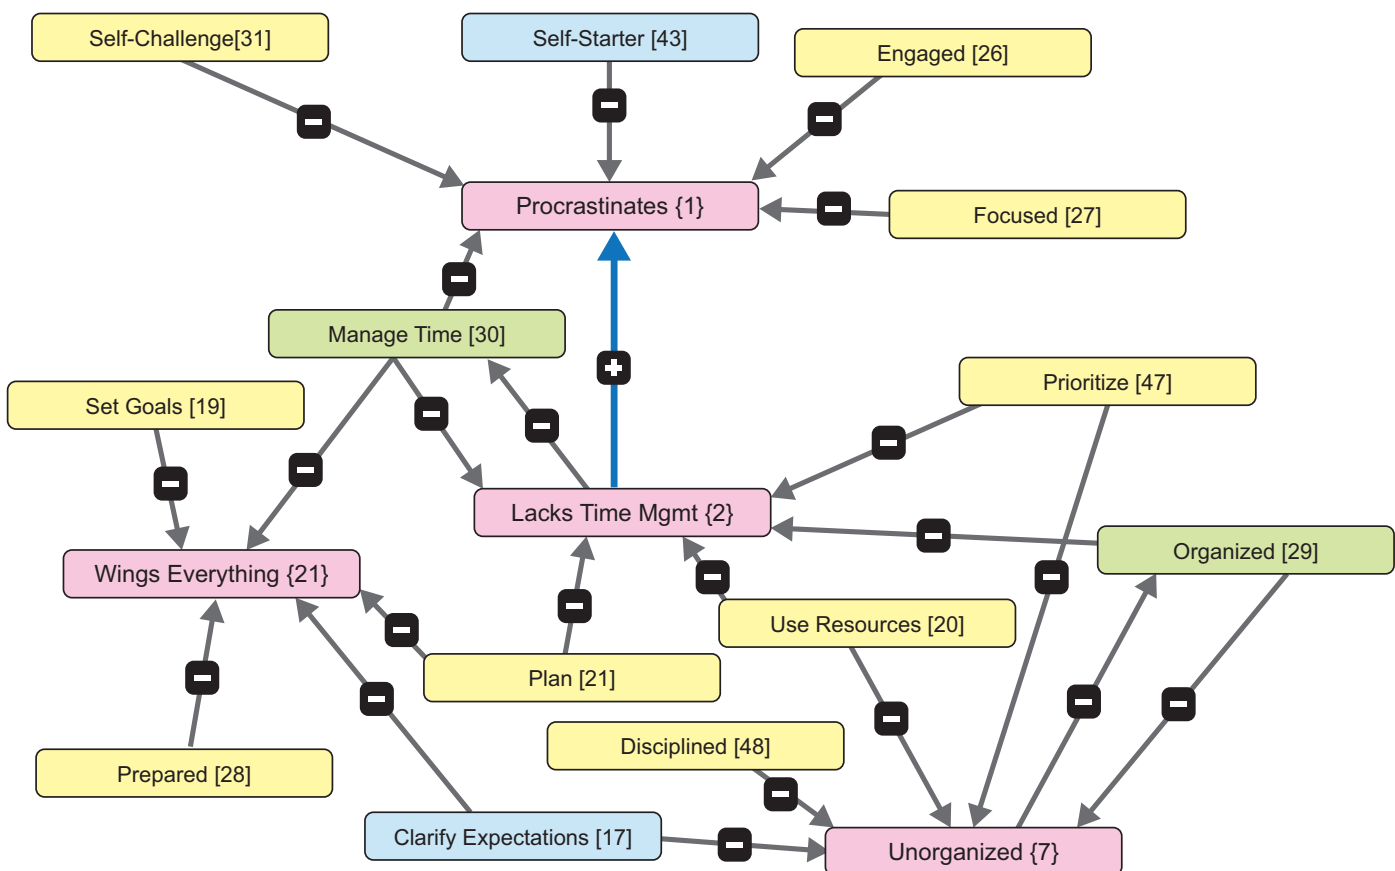 Self-Challenge[31]
Self-Starter [43]
Engaged [26]
Procrastinates {1}
Focused [27]
Manage Time [30]
Prioritize [47]
Set Goals [19]
Lacks Time Mgmt {2}
Organized [29]
Wings Everything {21}
Use Resources [20]
Plan [21]
Disciplined [48]
Prepared [28]
Clarify Expectations [17]
Unorganized {7}